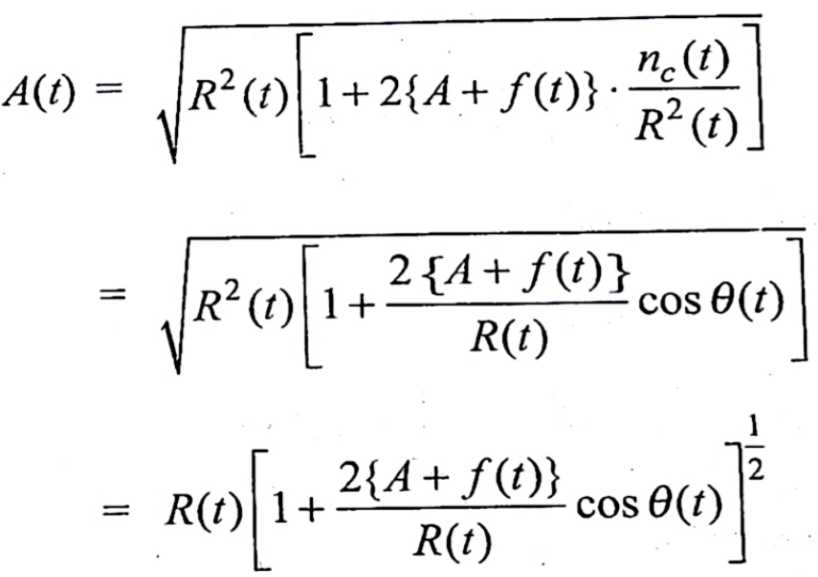 A(t) = √(R²(t)[1+2{A+f(t)}·n_c(t)/R²(t)])
= √(R²(t)[1+2{A+f(t)}/R(t) cos θ(t)])
= R(t)[1+2{A+f(t)}/R(t) cos θ(t)]^(1/2)